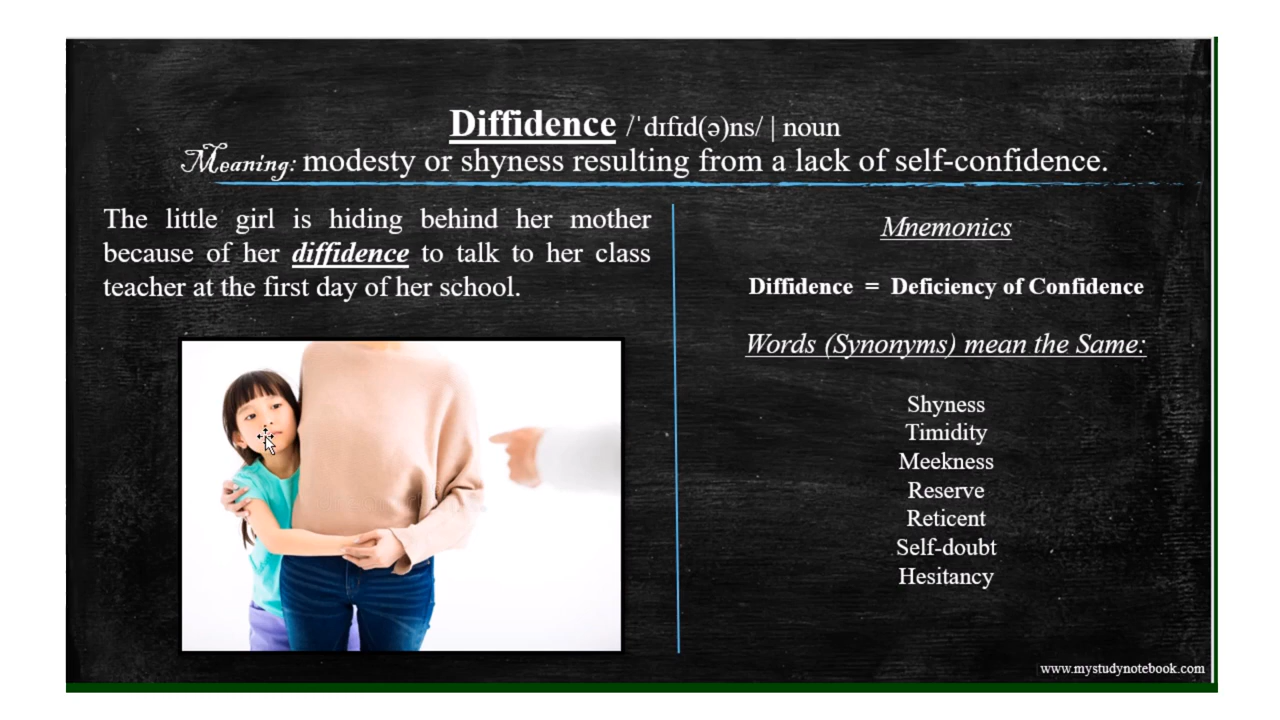 Diffidence /ˈdɪfɪd(ə)ns/ | noun
Meaning: modesty or shyness resulting from a lack of self-confidence.
The little girl is hiding behind her mother
because of her diffidence to talk to her class
teacher at the first day of her school.
Mnemonics
Diffidence = Deficiency of Confidence
Words (Synonyms) mean the Same:
Shyness
Timidity
Meekness
Reserve
Reticent
Self-doubt
Hesitancy
www.mystudynotebook.com